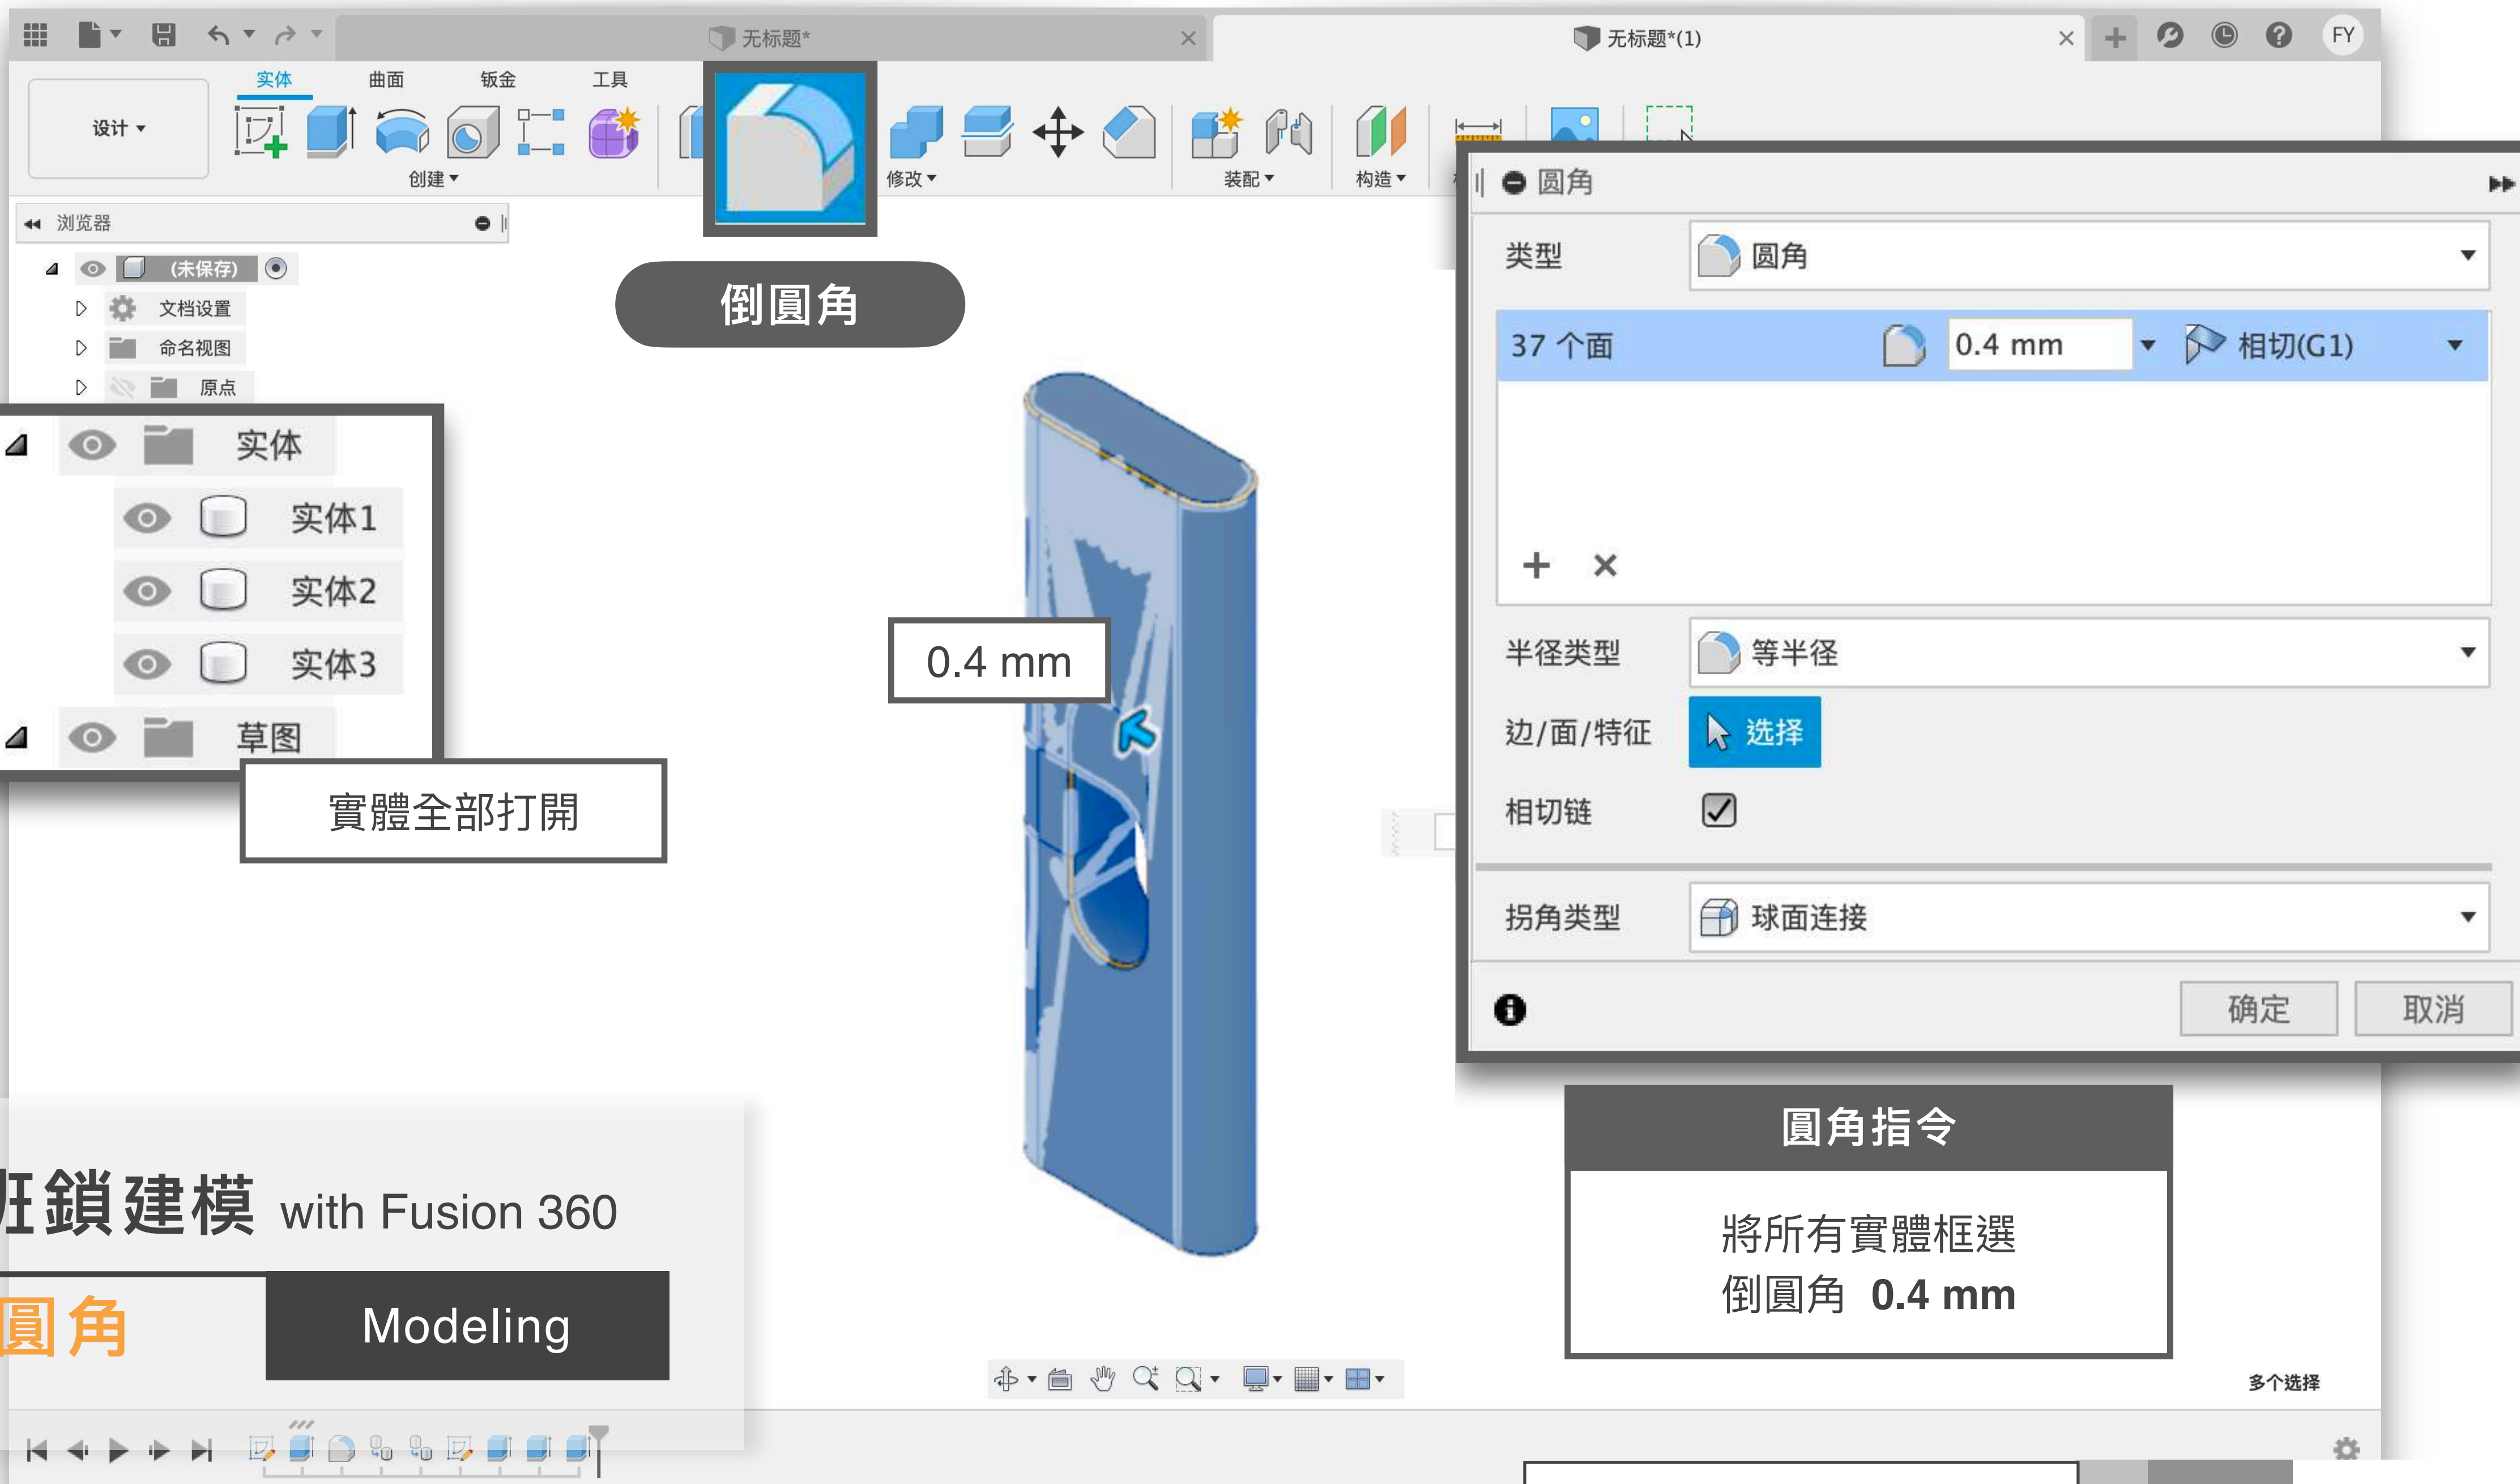 无标题*
无标题*(1)
FY
实体
曲面
钣金
工具
设计
创建
修改
装配
构造
浏览器
(未保存)
文档设置
命名视图
原点
倒圓角
实体
实体1
实体2
实体3
草图
實體全部打開
0.4 mm
圆角
类型
圆角
37 个面
0.4 mm
相切(G1)
半径类型
等半径
边/面/特征
选择
相切链
拐角类型
球面连接
确定
取消
圓角指令
將所有實體框選
倒圓角 0.4 mm
鎖建模 with Fusion 360
圓角
Modeling
多个选择